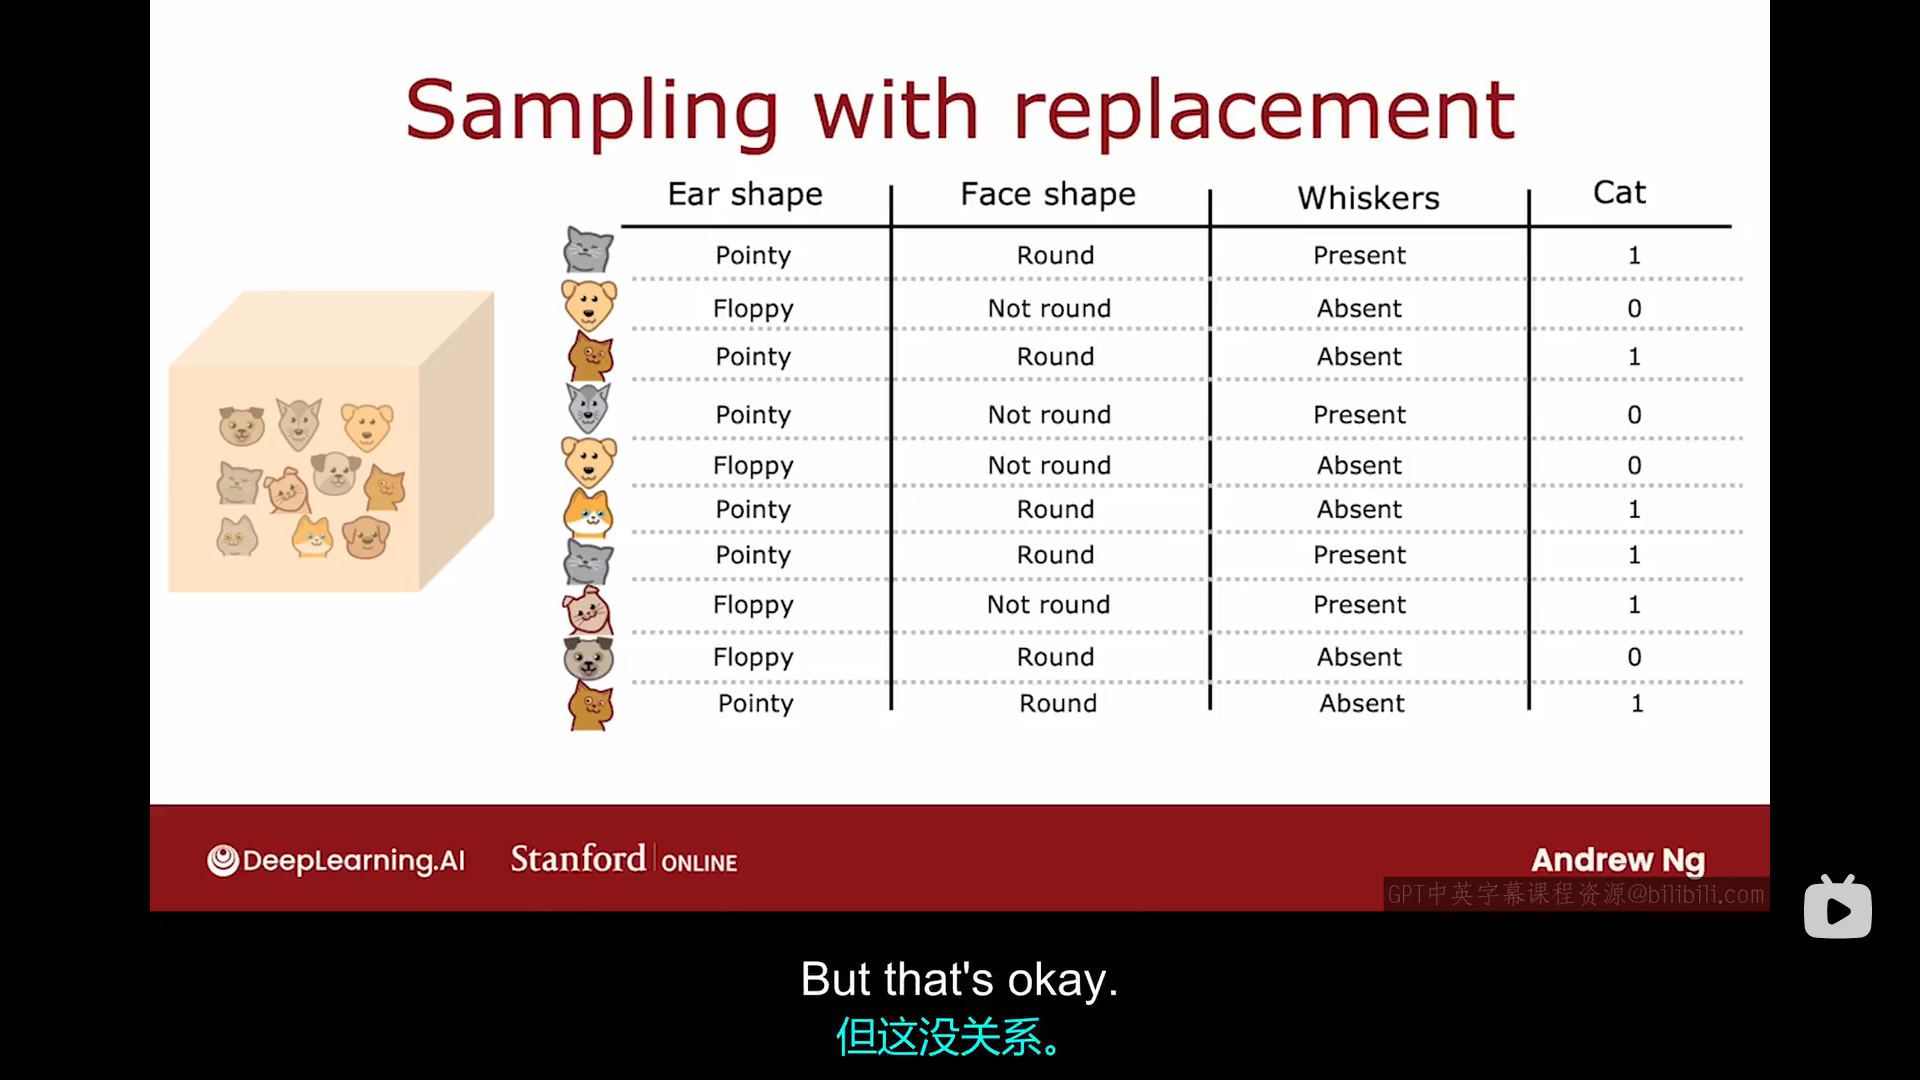 Sampling with replacement
Ear shape Face shape Whiskers Cat
Pointy Round Present 1
Floppy Not round Absent 0
Pointy Round Absent 1
Pointy Not round Present 0
Floppy Not round Absent 0
Pointy Round Absent 1
Pointy Round Present 1
Floppy Not round Present 1
Floppy Round Absent 0
Pointy Round Absent 1
DeepLearning.AI Stanford ONLINE Andrew Ng
GPT中英字幕课程资源@bilibili.com
But that's okay.
但这没关系。